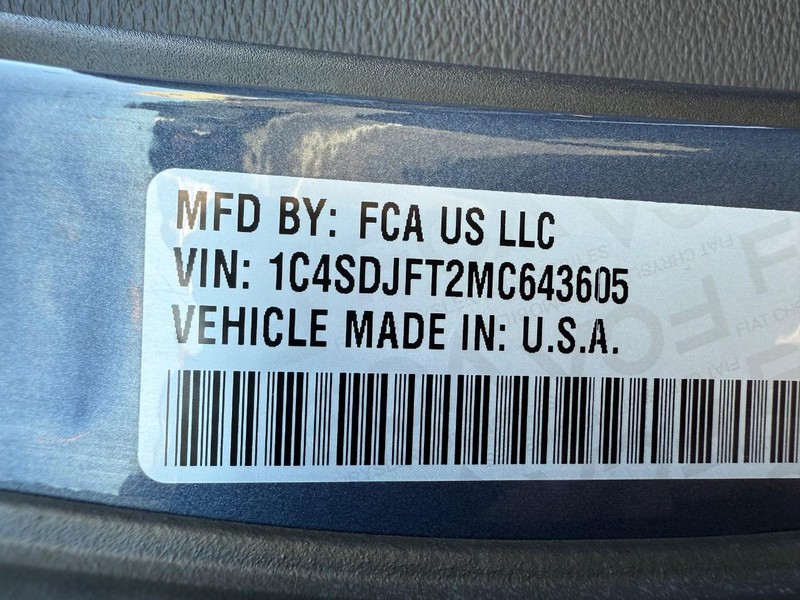 MFD BY: FCA US LLC
VIN: 1C4SDJFT2MC643605
VEHICLE MADE IN: U.S.A.